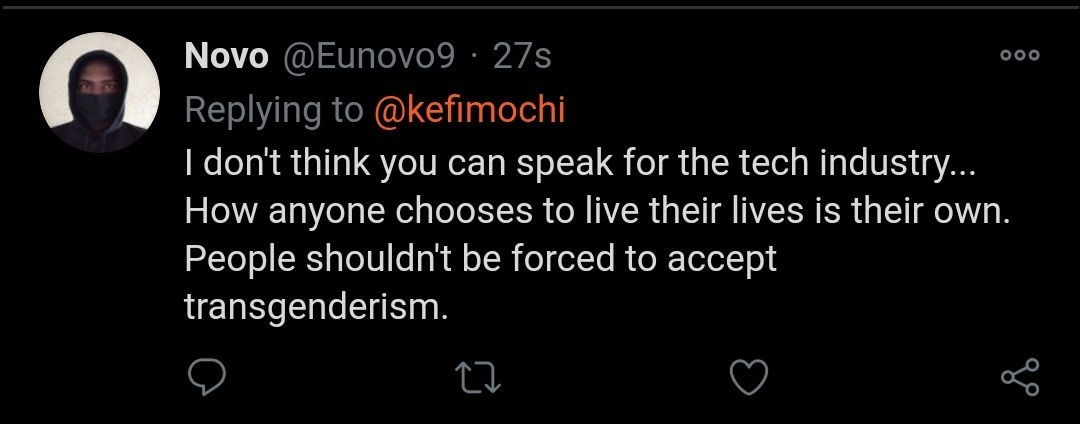 Novo @Eunovo9 · 27s
Replying to @kefimochi
I don't think you can speak for the tech industry...
How anyone chooses to live their lives is their own.
People shouldn't be forced to accept
transgenderism.